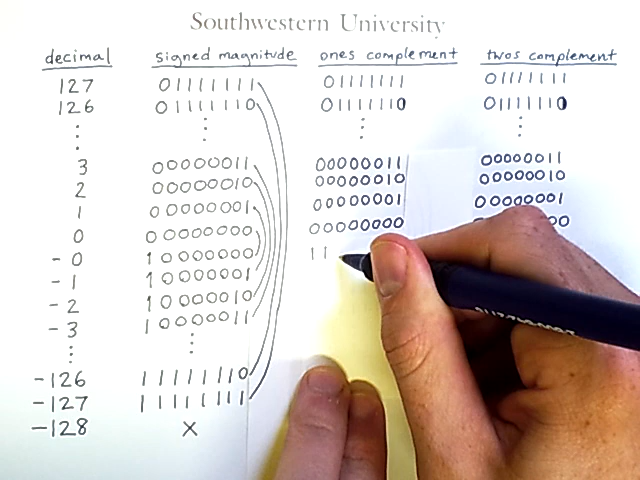 Southwestern University
decimal signed magnitude ones complement twos complement
127 01111111 01111111 01111111
126 01111110 01111110 01111110
3 00000011 00000011 00000011
2 00000010 00000010 00000010
1 00000001 00000001 00000001
0 00000000 00000000 00
-0 10000000 11
-1 10000001
-2 10000010
-3 10000011
-126 11111110
-127 11111111
-128 X